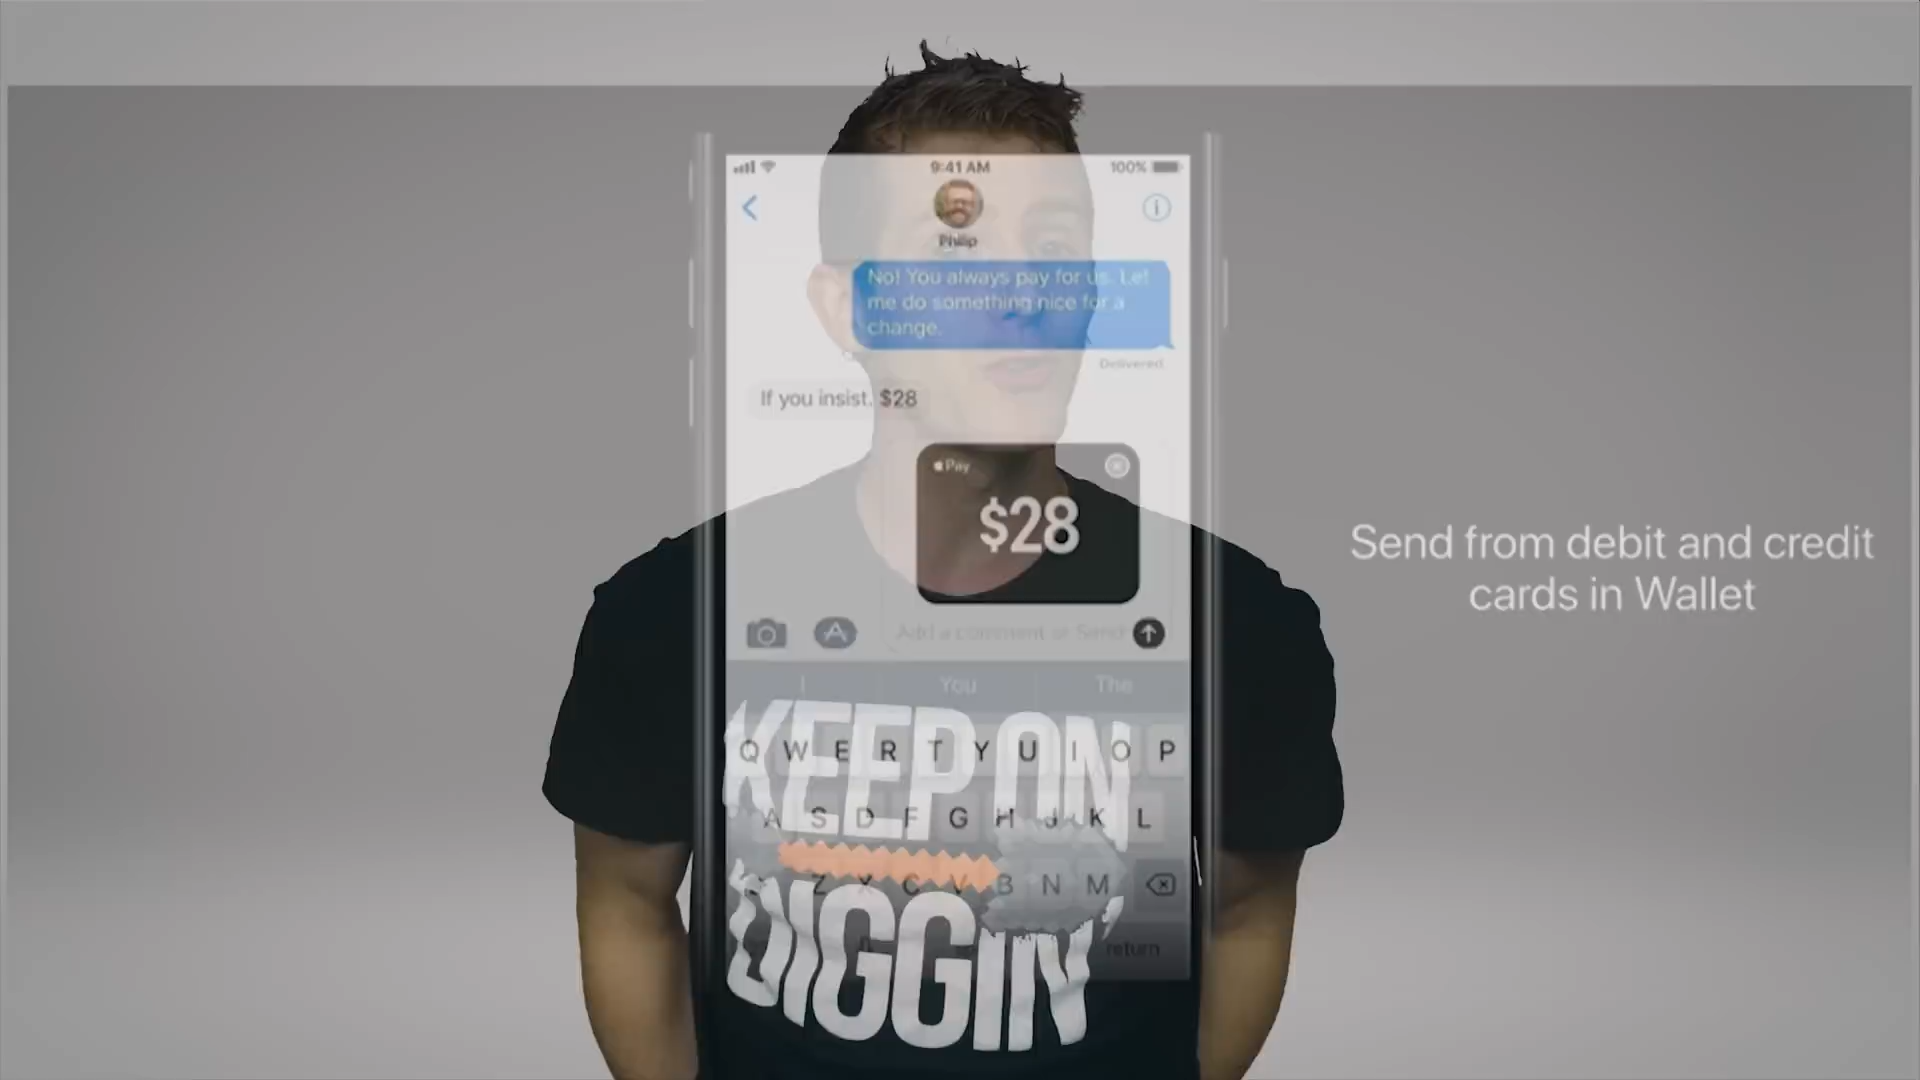 9:41 AM
100%
Philip
No! You always pay for us. Let
me do something nice for a
change.
Delivered
If you insist. $28
Pay
$28
Send from debit and credit
cards in Wallet
Add a comment or Send
I You The
Q W E R T Y U I O P
A S D F G H J K L
Z X C V B N M
return
KEEP ON
DIGGIN'